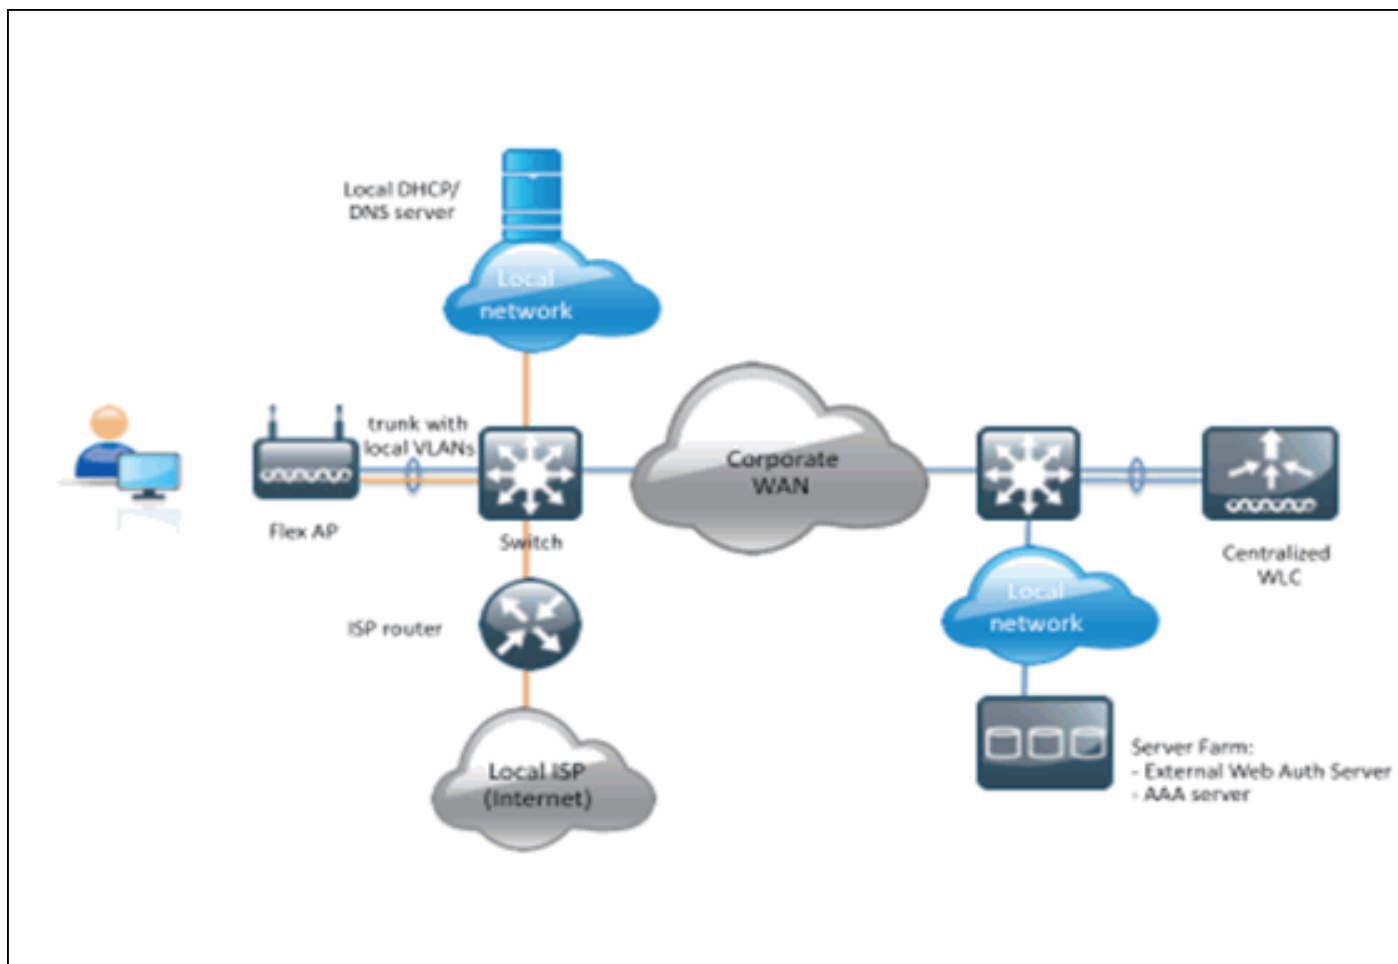 Local DHCP/
DNS server
Local
network
trunk with
local VLANs
Corporate
WAN
Flex AP
Switch
Centralized
WLC
Local
network
ISP router
Local ISP
(Internet)
Server Farm:
- External Web Auth Server
- AAA server